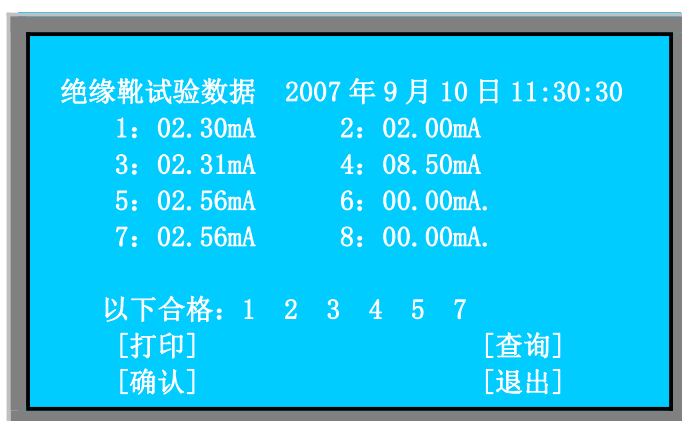 绝缘靴试验数据 2007年9月10日 11:30:30
1：02.30mA 2：02.00mA
3：02.31mA 4：08.50mA
5：02.56mA 6：00.00mA.
7：02.56mA 8：00.00mA.
以下合格：1 2 3 4 5 7
[打印] [查询]
[确认] [退出]